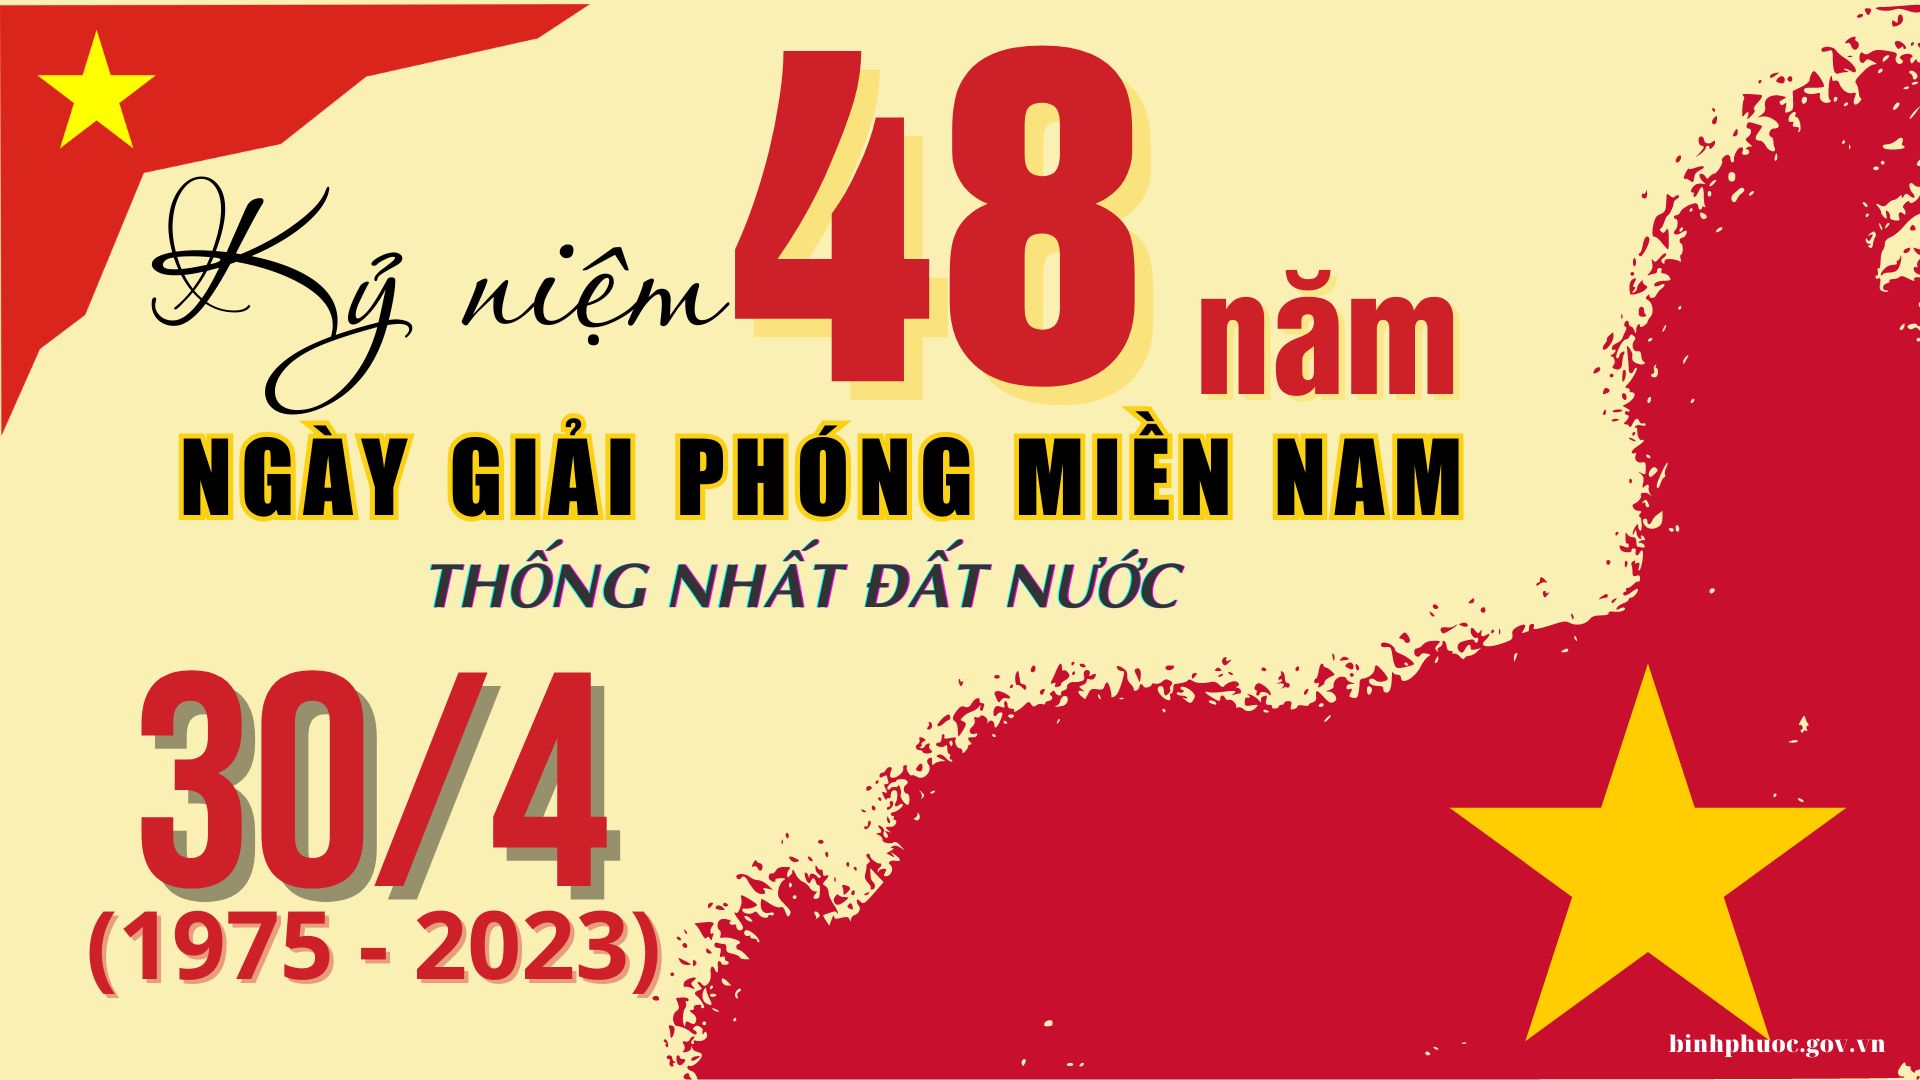 Kỷ niệm 48 năm
NGÀY GIẢI PHÓNG MIỀN NAM
THỐNG NHẤT ĐẤT NƯỚC
30/4
(1975 - 2023)
binhphuoc.gov.vn